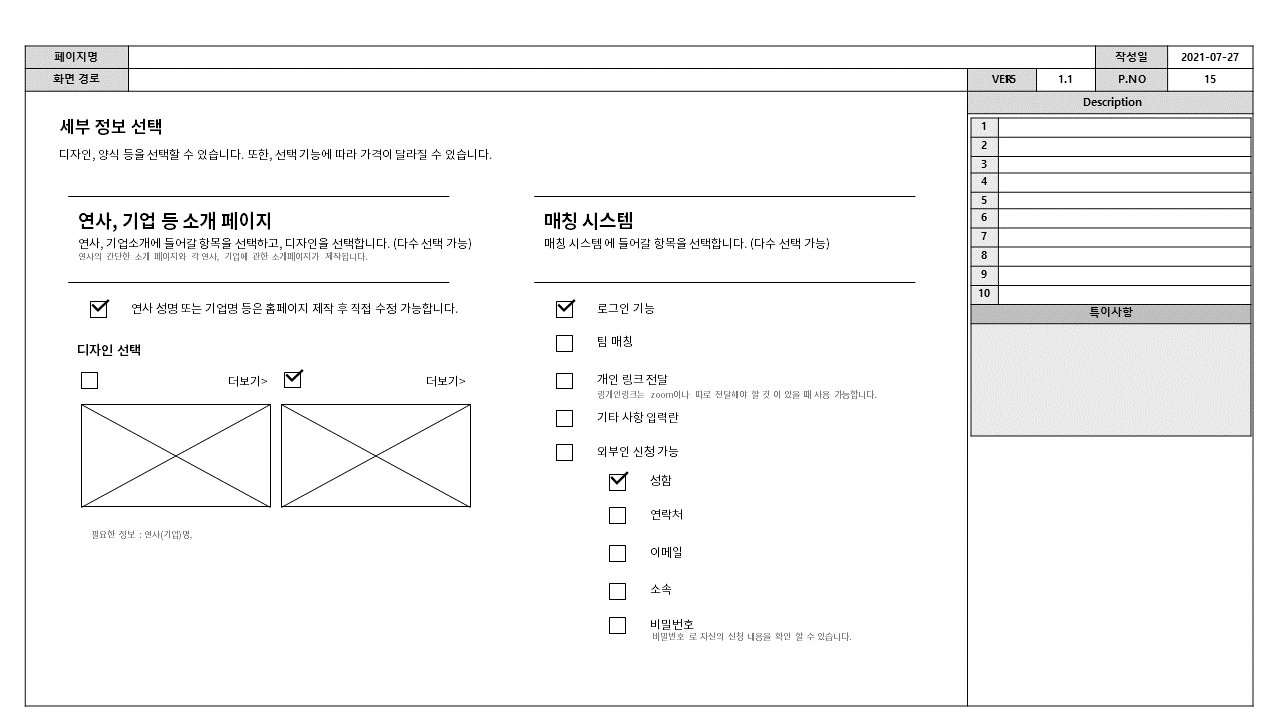 페이지명
작성일
2021-07-27
화면 경로
1.1
P.NO
15
Description
세부 정보 선택
디자인, 양식 등을 선택할 수 있습니다. 또한, 선택 기능에 따라 가격이 달라질 수 있습니다.
연사, 기업 등 소개 페이지
연사, 기업소개에 들어갈 항목을 선택하고, 디자인을 선택합니다. (다수 선택 가능)
연사의 간단한 소개 페이지와 각 연사, 기업에 관한 소개페이지가 제작됩니다.
연사 성명 또는 기업명 등은 홈페이지 제작 후 직접 수정 가능합니다.
디자인 선택
더보기>
더보기>
필요한 정보 : 연사(기업)명,
매칭 시스템
매칭 시스템 에 들어갈 항목을 선택합니다. (다수 선택 가능)
로그인 기능
팀 매칭
개인 링크 전달
zoom이나 따로 전달해야 할 것 이 있을 때 사용 가능합니다.
기타 사항 입력란
외부인 신청 가능
성함
연락처
이메일
소속
비밀번호
비밀번호 로 자신의 신청 내용을 확인 할 수 있습니다.
1
2
3
4
5
6
7
8
9
10
특이사항